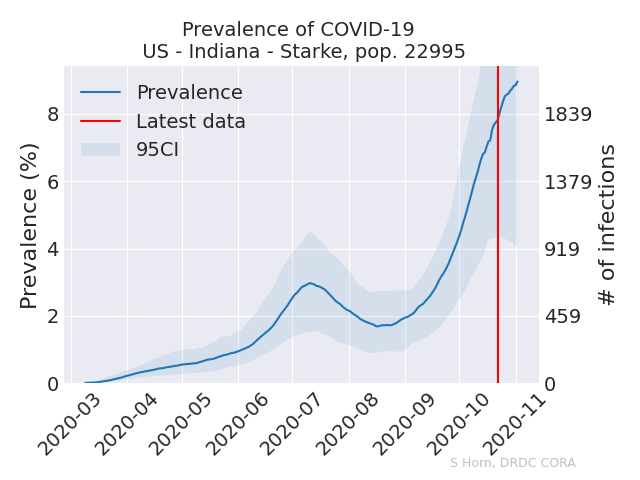 Prevalence of COVID-19
US - Indiana - Starke, pop. 22995
Prevalence
Latest data
95CI
Prevalence (%)
8
6
4
2
0
1839
1379
919
459
0
# of infections
2020-03
2020-04
2020-05
2020-06
2020-07
2020-08
2020-09
2020-10
2020-11
S Horn, DRDC CORA